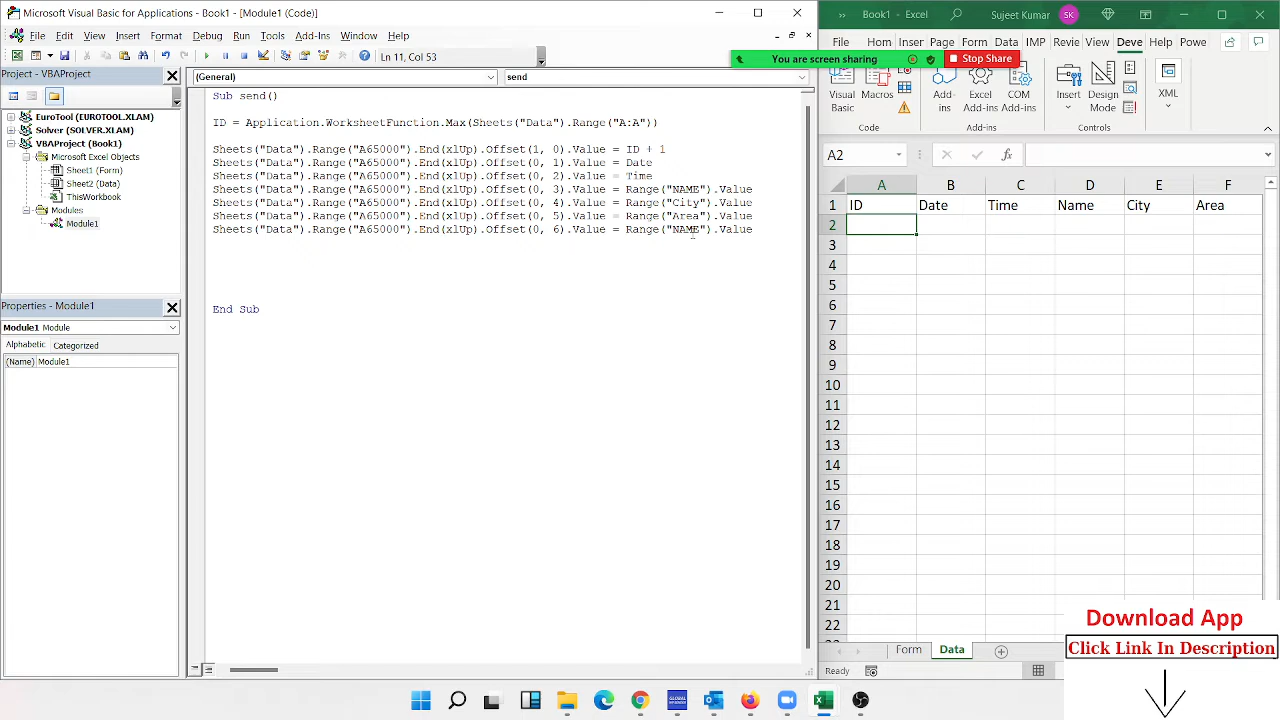 Microsoft Visual Basic for Applications - Book1 - [Module1 (Code)]
File Edit View Insert Format Debug Run Tools Add-Ins Window Help
Ln 11, Col 53
Project - VBAProject
EuroTool (EUROTOOL.XLAM)
Solver (SOLVER.XLAM)
VBAProject (Book1)
Microsoft Excel Objects
Sheet1 (Form)
Sheet2 (Data)
ThisWorkbook
Modules
Module1
Properties - Module1
Module1 Module
Alphabetic Categorized
(Name) Module1
(General)
send
Sub send()
ID = Application.WorksheetFunction.Max(Sheets("Data").Range("A:A"))
Sheets("Data").Range("A65000").End(xlUp).Offset(1, 0).Value = ID + 1
Sheets("Data").Range("A65000").End(xlUp).Offset(0, 1).Value = Date
Sheets("Data").Range("A65000").End(xlUp).Offset(0, 2).Value = Time
Sheets("Data").Range("A65000").End(xlUp).Offset(0, 3).Value = Range("NAME").Value
Sheets("Data").Range("A65000").End(xlUp).Offset(0, 4).Value = Range("City").Value
Sheets("Data").Range("A65000").End(xlUp).Offset(0, 5).Value = Range("Area").Value
Sheets("Data").Range("A65000").End(xlUp).Offset(0, 6).Value = Range("NAME").Value
End Sub
Book1 - Excel
Sujeet Kumar SK
File Hom Inser Page Form Data IMP Revie View Deve Help Powe
You are screen sharing
Stop Share
Visual Basic
Macros
Add-ins
Excel Add-ins
COM Add-ins
Insert
Design Mode
XML
Code Add-ins Controls
A2 fx
A B C D E F
1 ID Date Time Name City Area
2
3
4
5
6
7
8
9
10
11
12
13
14
15
16
17
18
19
20
21
22
Form Data
Ready
Download App
Click Link In Description